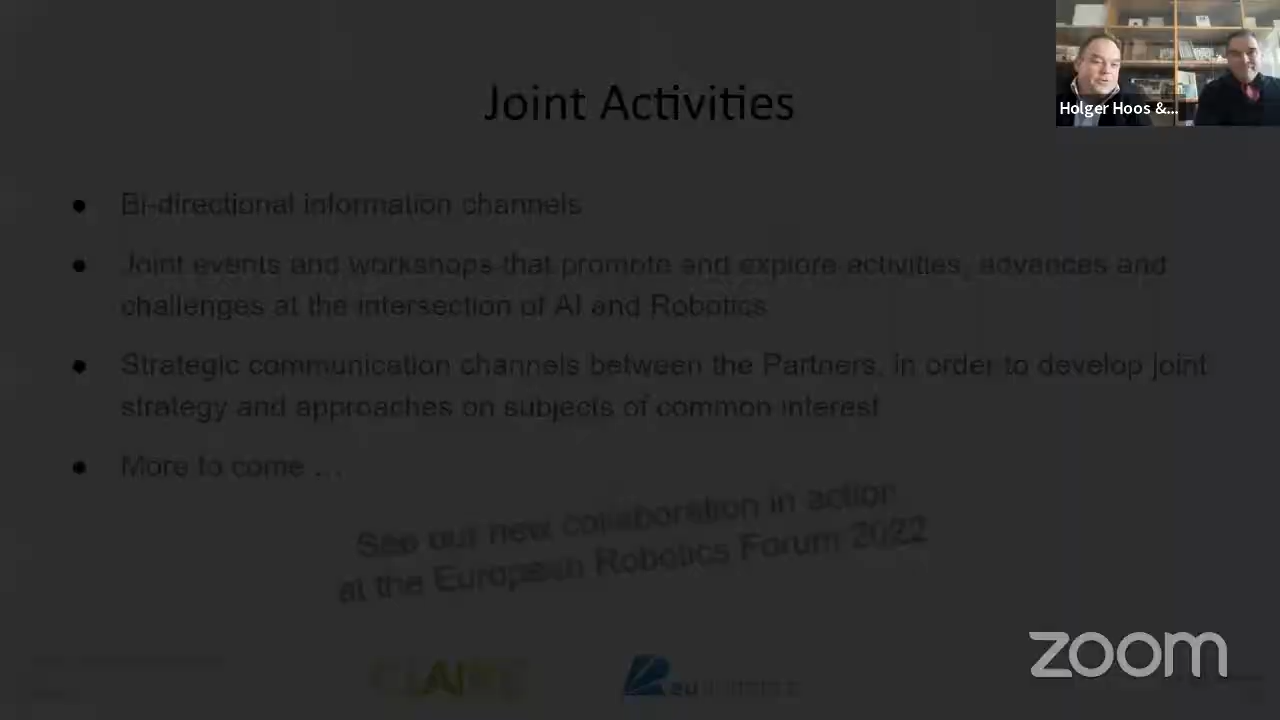 Holger Hoos &...
Joint Activities
● Bi-directional information channels
● Joint events and workshops that promote and explore activities, advances and
challenges at the intersection of AI and Robotics
● Strategic communication channels between the Partners, in order to develop joint
strategy and approaches on subjects of common interest
● More to come …
See our new collaboration in action
at the European Robotics Forum 2022
zoom